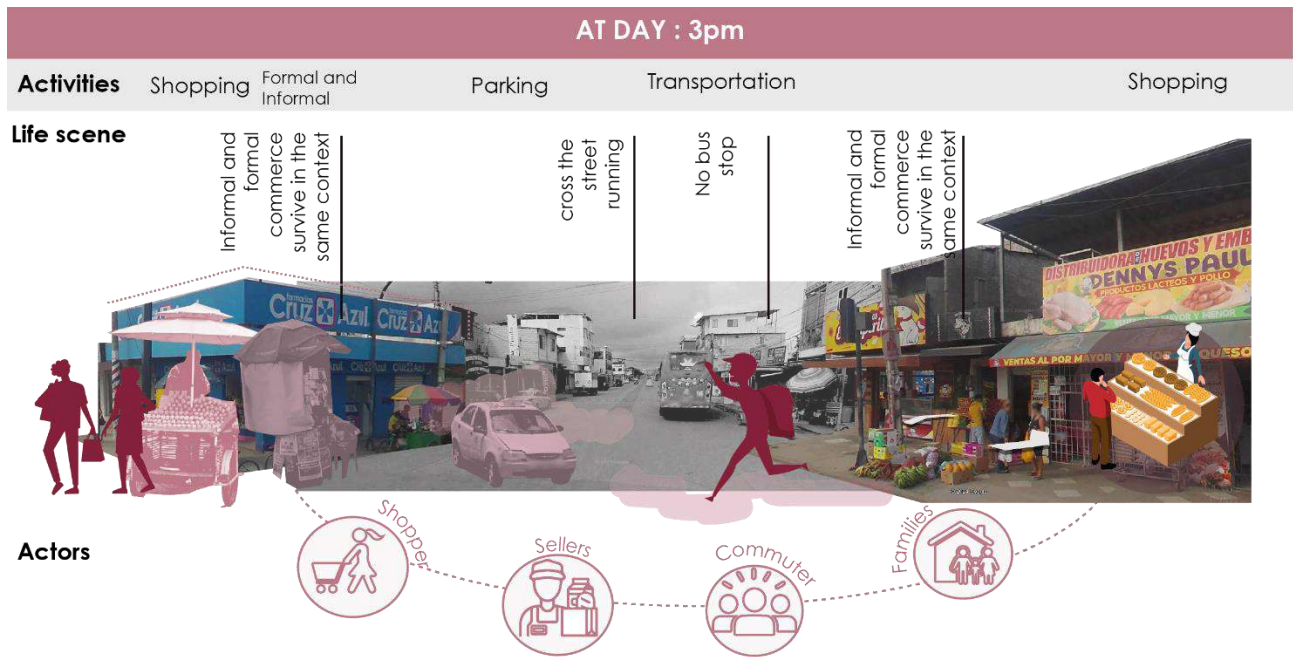 AT DAY : 3pm
Activities
Shopping
Formal and
Informal
Parking
Transportation
Shopping
Life scene
Informal and
formal
commerce
survive in the
same context
cross the
street
running
No bus
stop
Informal and
formal
commerce
survive in the
same context
farmacias
Cruz Azul
farmacias
Cruz Az
DISTRIBUIDORA HUEVOS Y EMB
DENNYS PAUL
PRODUCTOS LACTEOS Y POLLO
VENTAS AL POR MAYOR Y MENOR
QUESO
Actors
Shopper
Sellers
Commuter
Families